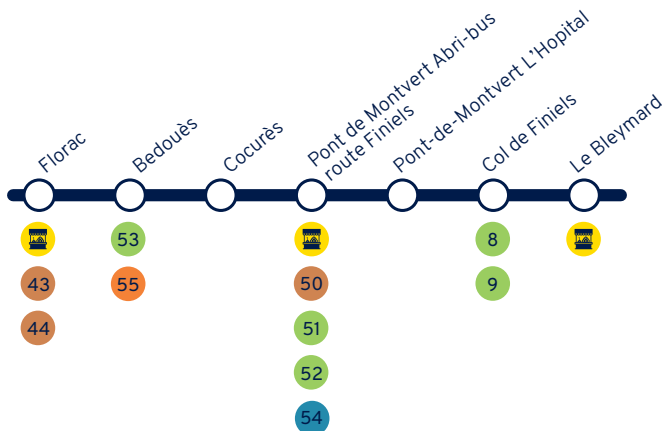 Florac
Bedouès
Cocurès
Pont de Montvert Abri-bus
route Finiels
Pont-de-Montvert L'Hopital
Col de Finiels
Le Bleymard
53
8
43
55
50
9
44
51
52
54